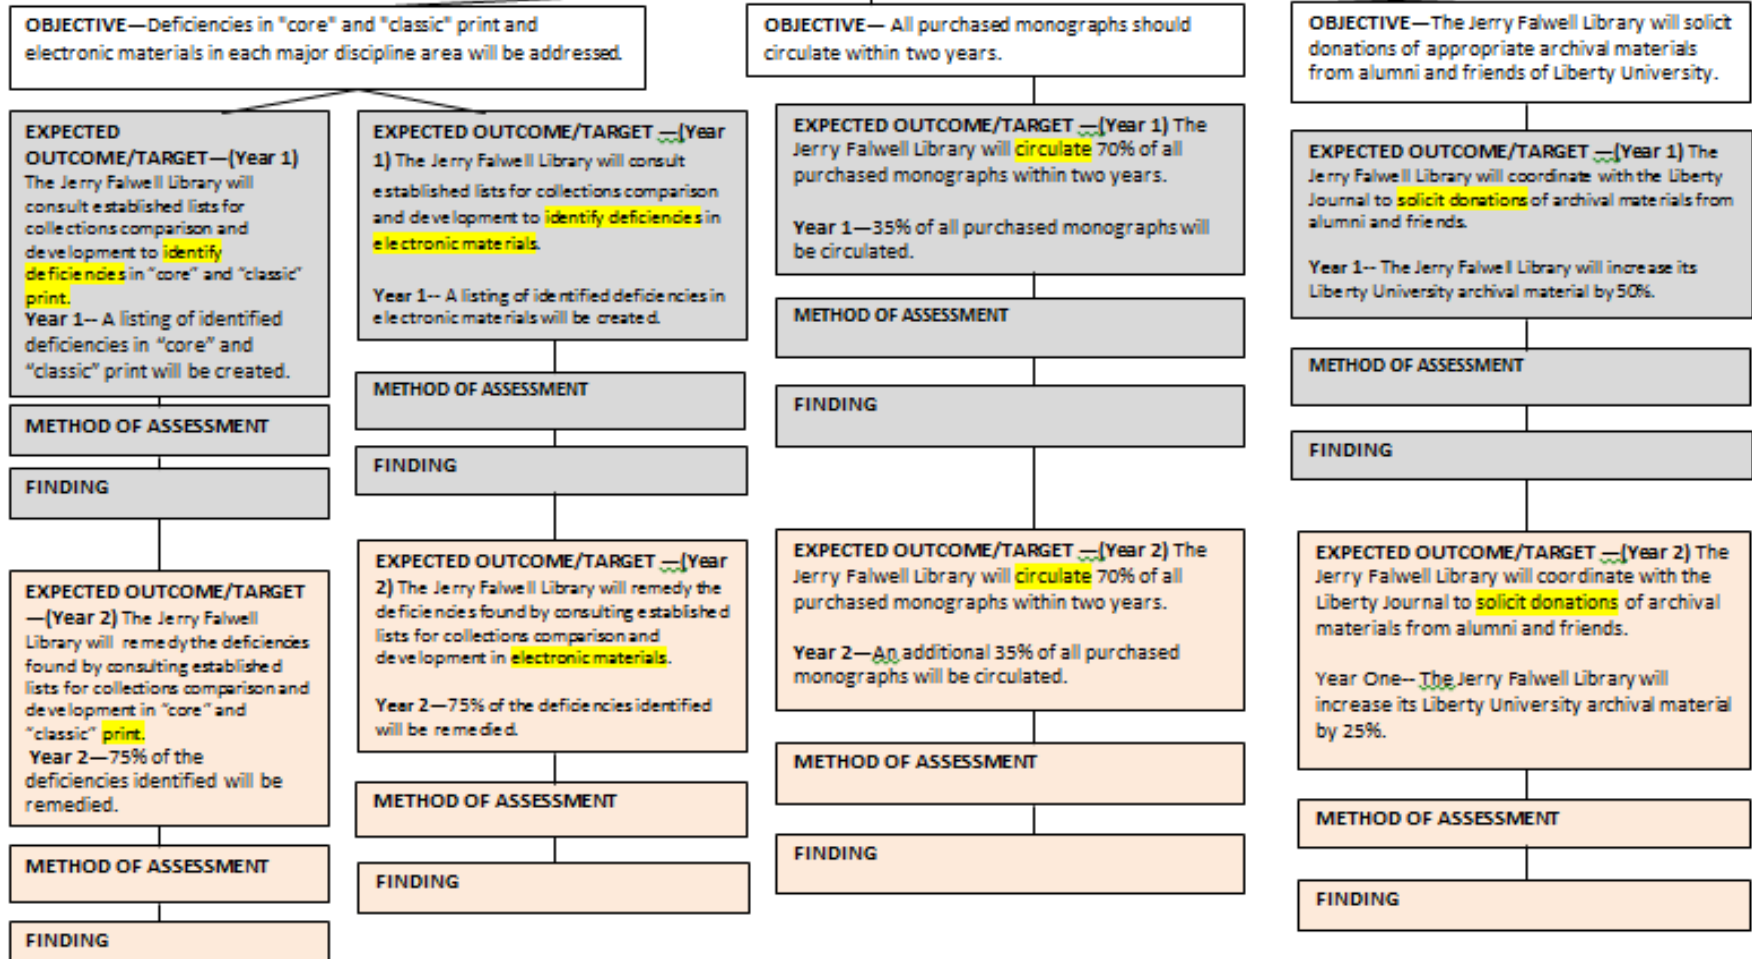 OBJECTIVE—Deficiencies in "core" and "classic" print and
electronic materials in each major discipline area will be addressed.
EXPECTED
OUTCOME/TARGET—(Year 1)
The Jerry Falwell Library will
consult established lists for
collections comparison and
development to identify
deficiencies in “core” and “classic”
print.
Year 1-- A listing of identified
deficiencies in “core” and
“classic” print will be created.
METHOD OF ASSESSMENT
FINDING
EXPECTED OUTCOME/TARGET
—(Year 2) The Jerry Falwell
Library will remedy the deficiencies
found by consulting established
lists for collections comparison and
development in “core” and
“classic” print.
Year 2—75% of the
deficiencies identified will be
remedied.
METHOD OF ASSESSMENT
FINDING
EXPECTED OUTCOME/TARGET —(Year
1) The Jerry Falwell Library will consult
established lists for collections comparison
and development to identify deficiencies in
electronic materials.
Year 1-- A listing of identified deficiencies in
electronic materials will be created.
METHOD OF ASSESSMENT
FINDING
EXPECTED OUTCOME/TARGET —(Year
2) The Jerry Falwell Library will remedy the
deficiencies found by consulting established
lists for collections comparison and
development in electronic materials.
Year 2—75% of the deficiencies identified
will be remedied.
METHOD OF ASSESSMENT
FINDING
OBJECTIVE— All purchased monographs should
circulate within two years.
EXPECTED OUTCOME/TARGET —(Year 1) The
Jerry Falwell Library will circulate 70% of all
purchased monographs within two years.
Year 1—35% of all purchased monographs will
be circulated.
METHOD OF ASSESSMENT
FINDING
EXPECTED OUTCOME/TARGET —(Year 2) The
Jerry Falwell Library will circulate 70% of all
purchased monographs within two years.
Year 2—An additional 35% of all purchased
monographs will be circulated.
METHOD OF ASSESSMENT
FINDING
OBJECTIVE—The Jerry Falwell Library will solicit
donations of appropriate archival materials
from alumni and friends of Liberty University.
EXPECTED OUTCOME/TARGET —(Year 1) The
Jerry Falwell Library will coordinate with the Liberty
Journal to solicit donations of archival materials from
alumni and friends.
Year 1-- The Jerry Falwell Library will increase its
Liberty University archival material by 50%.
METHOD OF ASSESSMENT
FINDING
EXPECTED OUTCOME/TARGET —(Year 2) The
Jerry Falwell Library will coordinate with the
Liberty Journal to solicit donations of archival
materials from alumni and friends.
Year One-- The Jerry Falwell Library will
increase its Liberty University archival material
by 25%.
METHOD OF ASSESSMENT
FINDING